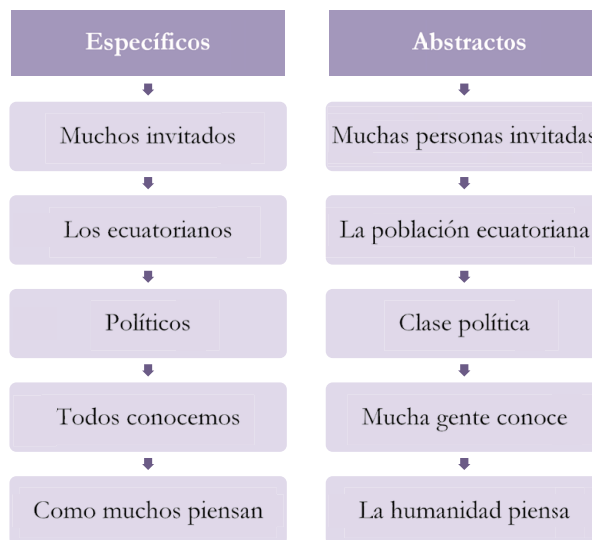 Específicos
Muchos invitados
Los ecuatorianos
Políticos
Todos conocemos
Como muchos piensan
Abstractos
Muchas personas invitadas
La población ecuatoriana
Clase política
Mucha gente conoce
La humanidad piensa